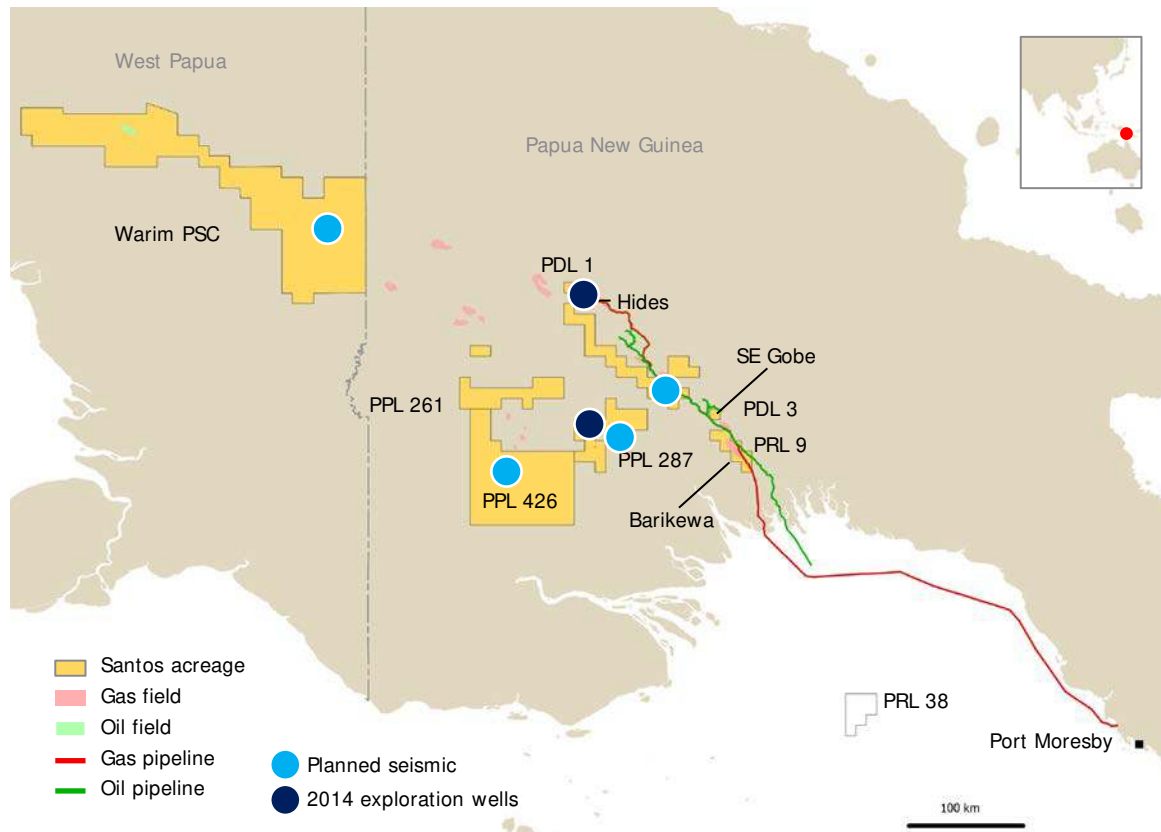 West Papua
Papua New Guinea
Warim PSC
PDL 1
Hides
SE Gobe
PPL 261
PDL 3
PRL 9
PPL 287
PPL 426
Barikewa
Santos acreage
Gas field
Oil field
Gas pipeline
Oil pipeline
Planned seismic
2014 exploration wells
PRL 38
Port Moresby
100 km